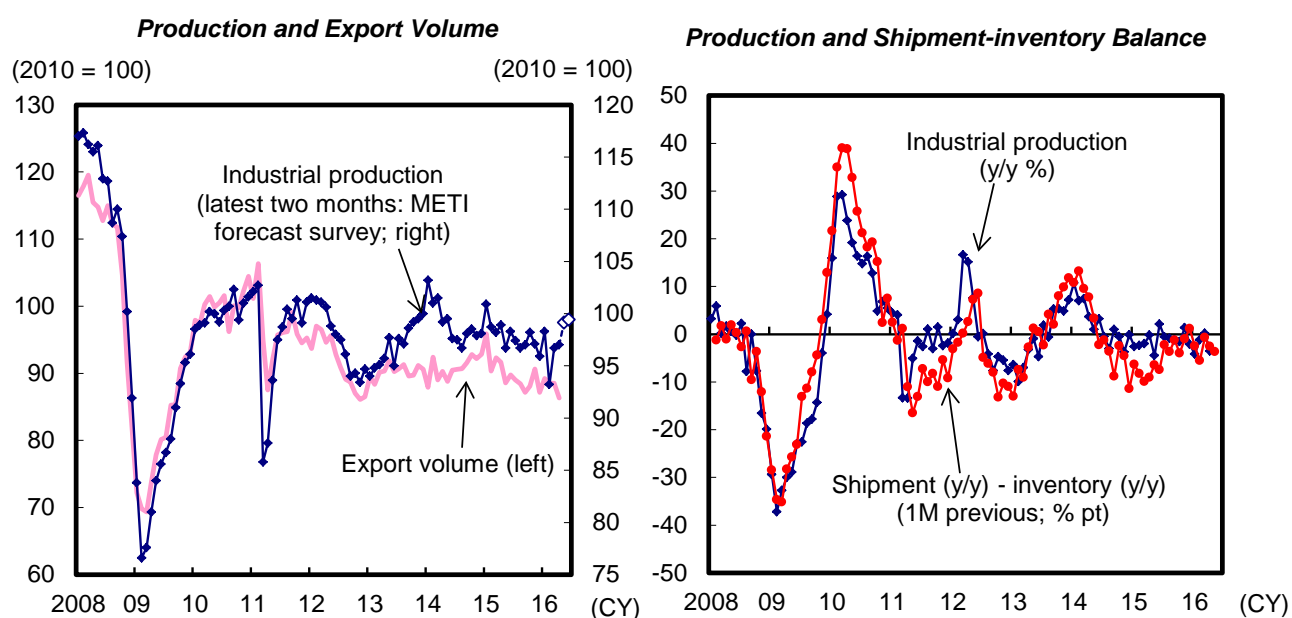 Production and Export Volume
(2010 = 100)
(2010 = 100)
130
120
110
100
90
80
70
60
120
115
110
105
100
95
90
85
80
75
Industrial production
(latest two months: METI
forecast survey; right)
Export volume (left)
2008 09 10 11 12 13 14 15 16 (CY)
Production and Shipment-inventory Balance
50
40
30
20
10
0
-10
-20
-30
-40
-50
Industrial production
(y/y %)
Shipment (y/y) - inventory (y/y)
(1M previous; % pt)
2008 09 10 11 12 13 14 15 16 (CY)